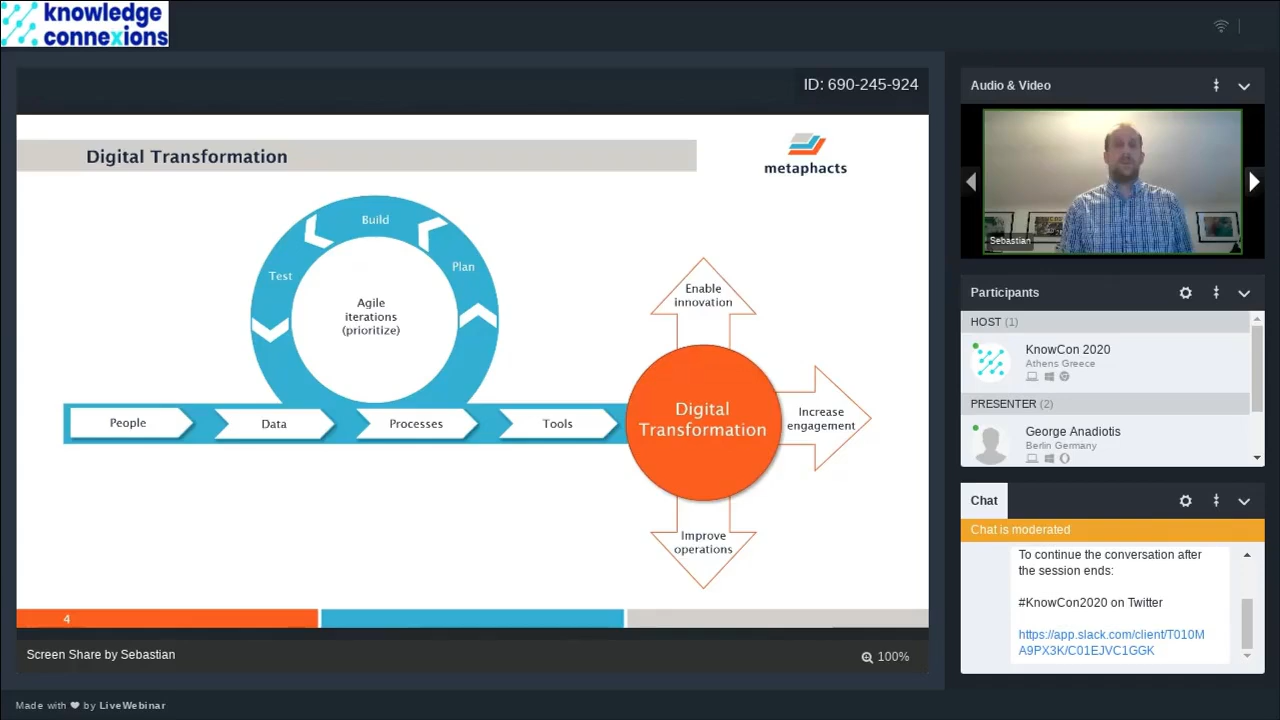 knowledge
connexions
ID: 690-245-924
Digital Transformation
metaphacts
Build
Test
Plan
Agile
iterations
(prioritize)
People
Data
Processes
Tools
Digital
Transformation
Enable
innovation
Increase
engagement
Improve
operations
4
Screen Share by Sebastian
100%
Made with ❤ by LiveWebinar
Audio & Video
Sebastian
Participants
HOST (1)
KnowCon 2020
Athens Greece
PRESENTER (2)
George Anadiotis
Berlin Germany
Chat
Chat is moderated
To continue the conversation after
the session ends:
#KnowCon2020 on Twitter
https://app.slack.com/client/T010M
A9PX3K/C01EJVC1GGK